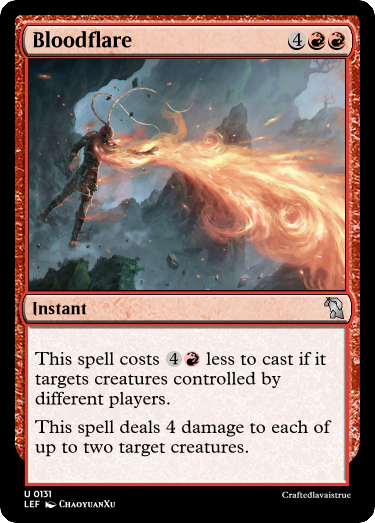 Bloodflare 4
Instant
This spell costs 4 less to cast if it
targets creatures controlled by
different players.
This spell deals 4 damage to each of
up to two target creatures.
U 0131
LEF ChaoyuanXu
Craftedlavaistrue